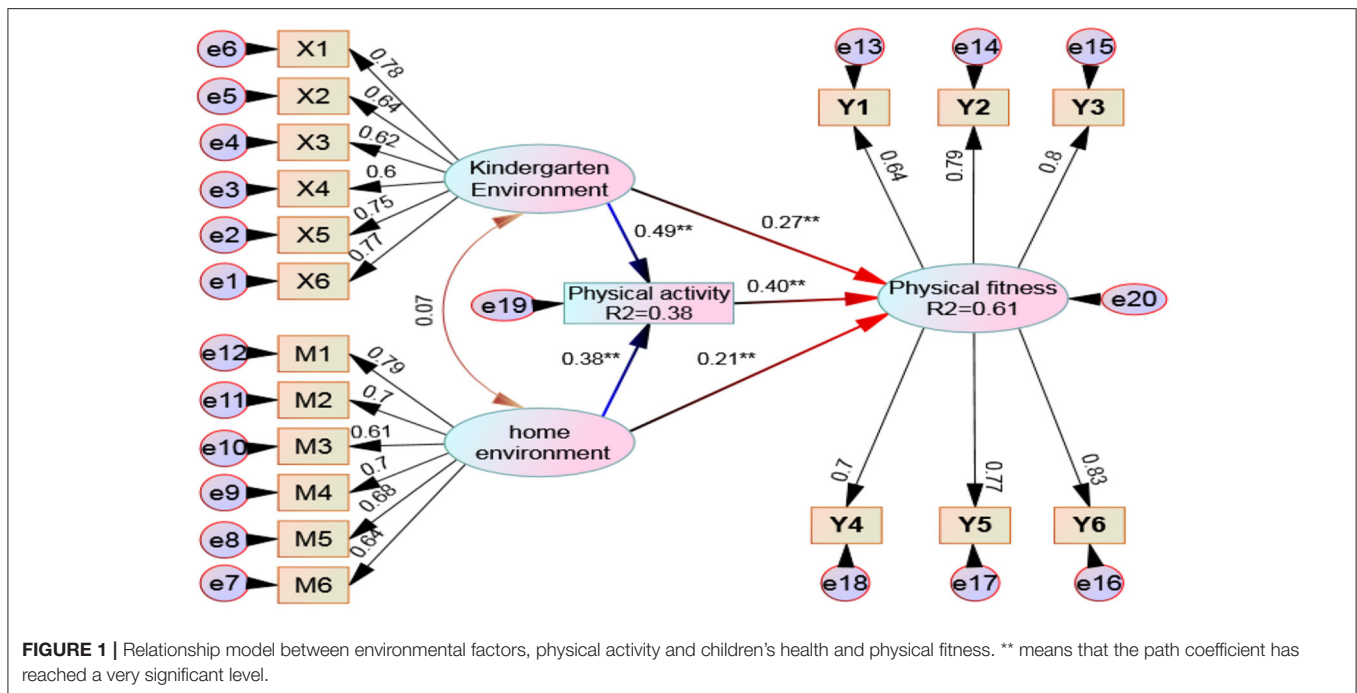 e6 X1 0.78
e5 X2 0.64
e4 X3 0.62
e3 X4 0.6
e2 X5 0.75
e1 X6 0.77
Kindergarten
Environment
e12 M1 0.79
e11 M2 0.7
e10 M3 0.61
e9 M4 0.7
e8 M5 0.68
e7 M6 0.64
home
environment
0.07
0.49**
0.38**
e19
Physical activity
R2=0.38
0.27**
0.40**
0.21**
Physical fitness
R2=0.61
e20
e13 e14 e15
Y1 Y2 Y3
0.64 0.79 0.8
0.7 0.77 0.83
Y4 Y5 Y6
e18 e17 e16
FIGURE 1 | Relationship model between environmental factors, physical activity and children’s health and physical fitness. ** means that the path coefficient has
reached a very significant level.